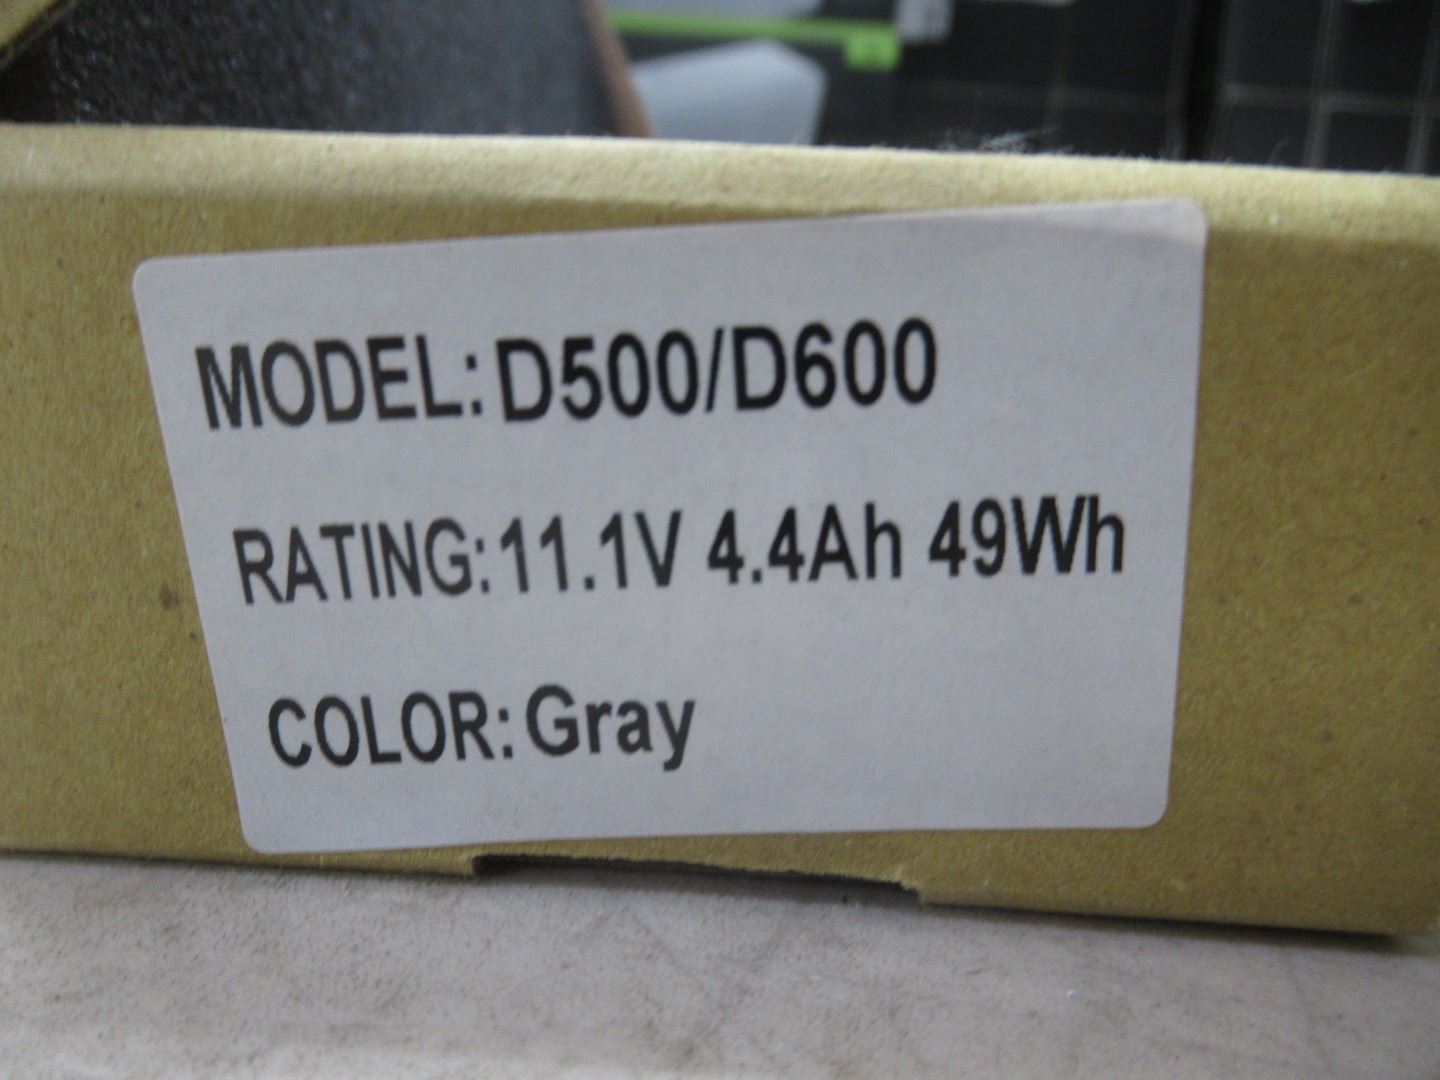 MODEL:D500/D600
RATING:11.1V 4.4Ah 49Wh
COLOR:Gray